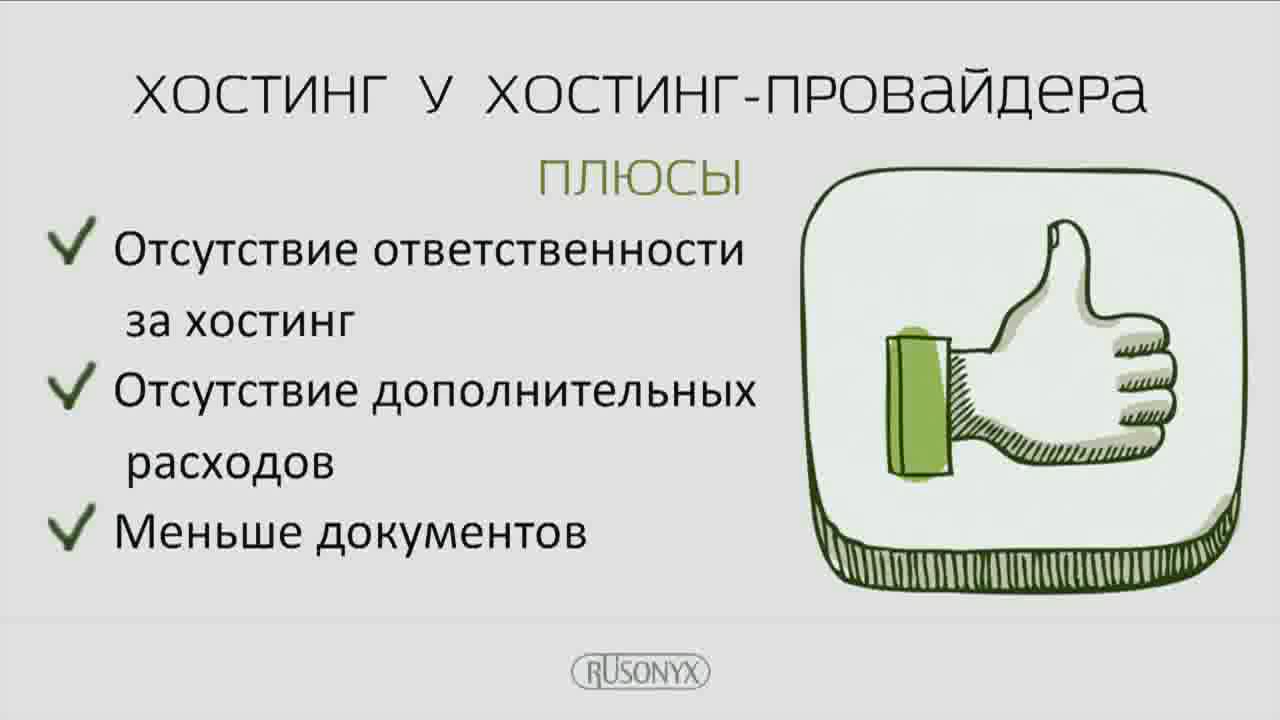 ХОСТИНГ У ХОСТИНГ-ПРОВАЙДЕРА
ПЛЮСЫ
Отсутствие ответственности
за хостинг
Отсутствие дополнительных
расходов
Меньше документов
RUSONYX